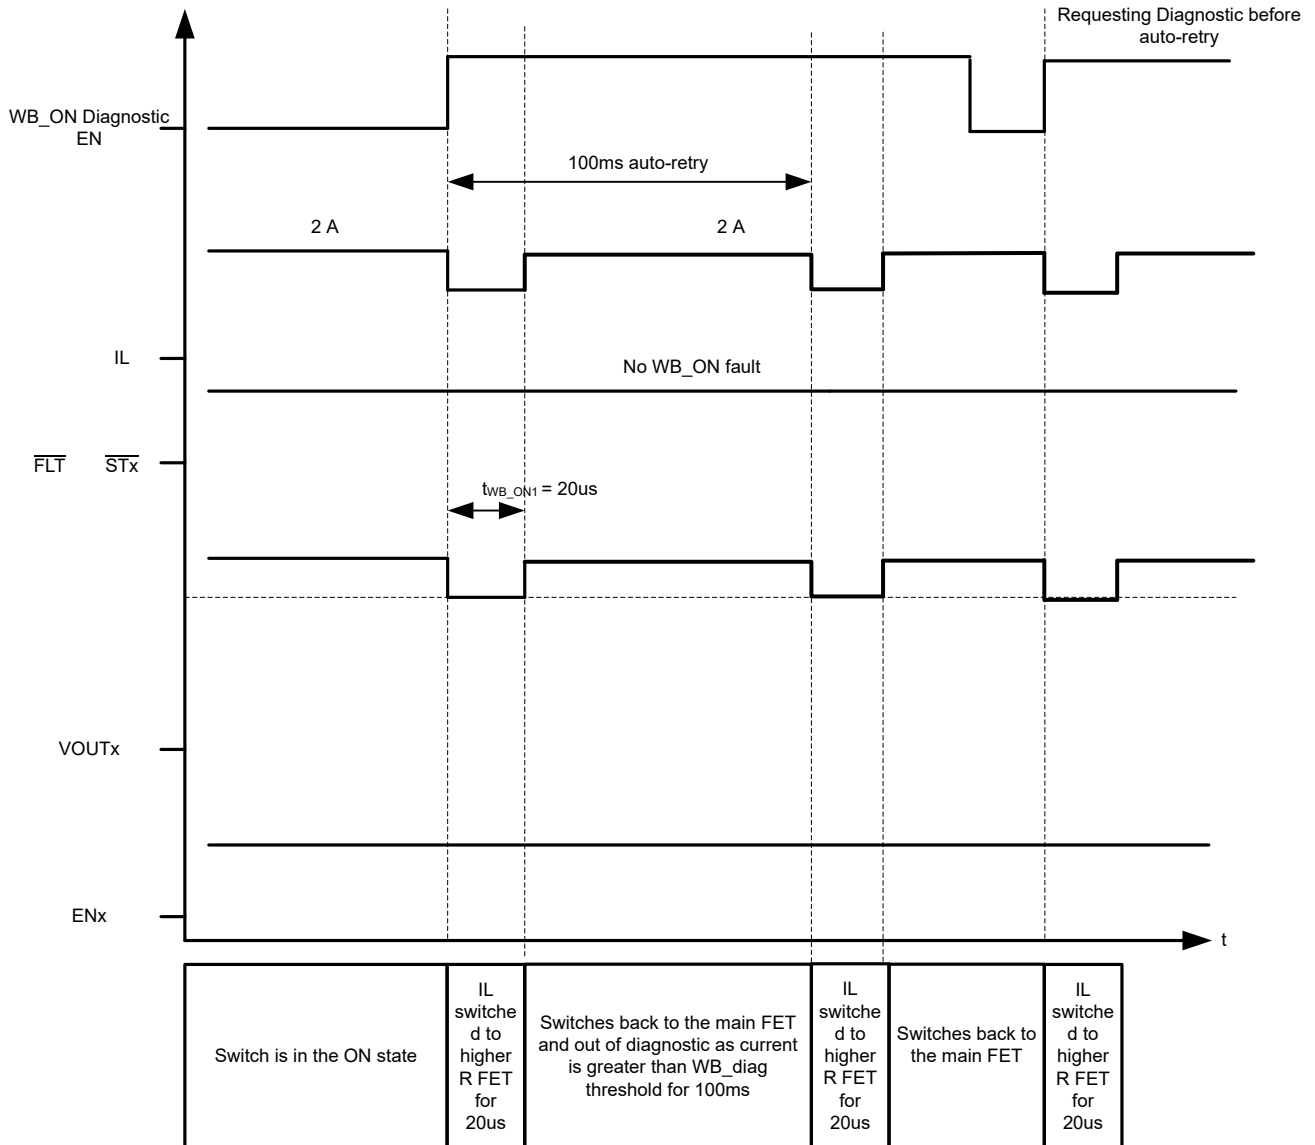 Requesting Diagnostic before
auto-retry
WB_ON Diagnostic
EN
100ms auto-retry
2 A
2 A
IL
No WB_ON fault
FLT STx
tWB_ON1 = 20us
VOUTx
ENx
t
Switch is in the ON state
IL
switche
d to
higher
R FET
for
20us
Switches back to the main FET
and out of diagnostic as current
is greater than WB_diag
threshold for 100ms
IL
switche
d to
higher
R FET
for
20us
Switches back to
the main FET
IL
switche
d to
higher
R FET
for
20us